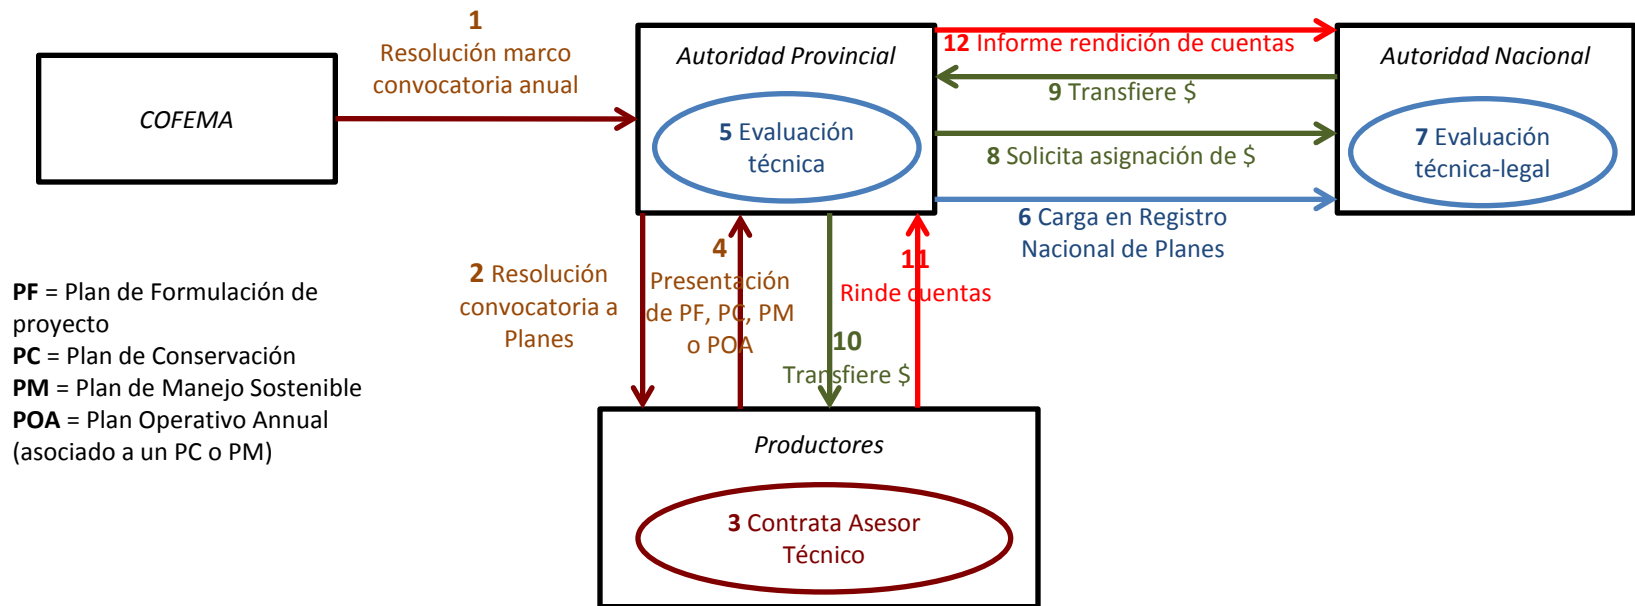 1
Resolución marco
convocatoria anual
COFEMA
Autoridad Provincial
5 Evaluación
técnica
12 Informe rendición de cuentas
9 Transfiere $
8 Solicita asignación de $
6 Carga en Registro
Nacional de Planes
Autoridad Nacional
7 Evaluación
técnica-legal
2 Resolución
convocatoria a
Planes
4
Presentación
de PF, PC, PM
o POA
10
Transfiere $
11
Rinde cuentas
PF = Plan de Formulación de
proyecto
PC = Plan de Conservación
PM = Plan de Manejo Sostenible
POA = Plan Operativo Annual
(asociado a un PC o PM)
Productores
3 Contrata Asesor
Técnico